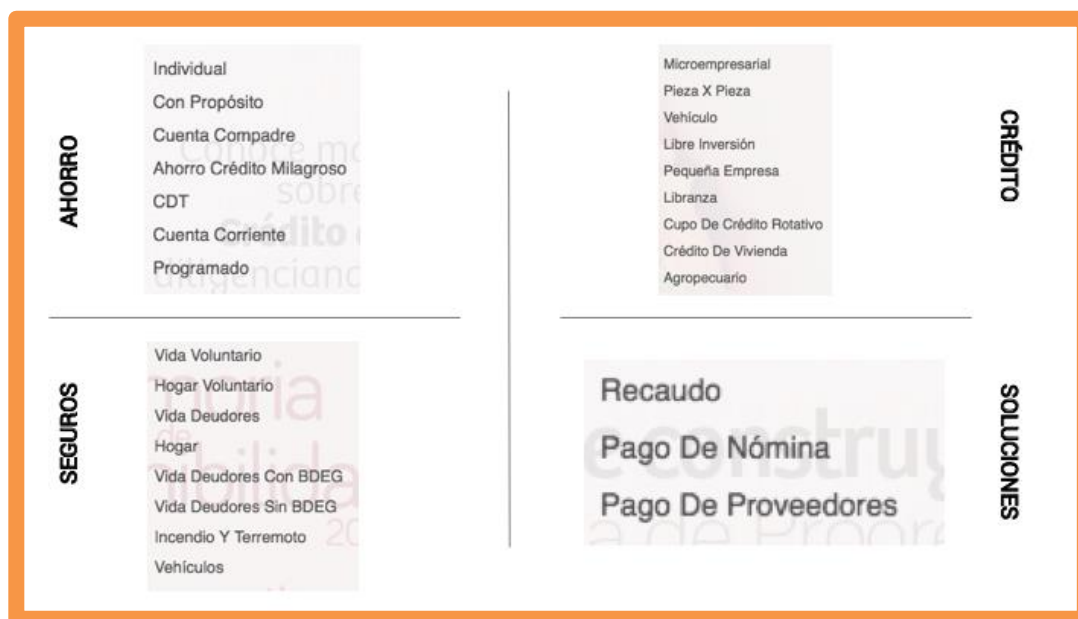 AHORRO
Individual
Con Propósito
Cuenta Compadre
Ahorro Crédito Milagroso
CDT
Cuenta Corriente
Programado
CRÉDITO
Microempresarial
Pieza X Pieza
Vehiculo
Libre Inversión
Pequeña Empresa
Libranza
Cupo De Crédito Rotativo
Crédito De Vivienda
Agropecuario
SEGUROS
Vida Voluntario
Hogar Voluntario
Vida Deudores
Hogar
Vida Deudores Con BDEG
Vida Deudores Sin BDEG
Incendio Y Terremoto
Vehículos
SOLUCIONES
Recaudo
Pago De Nómina
Pago De Proveedores